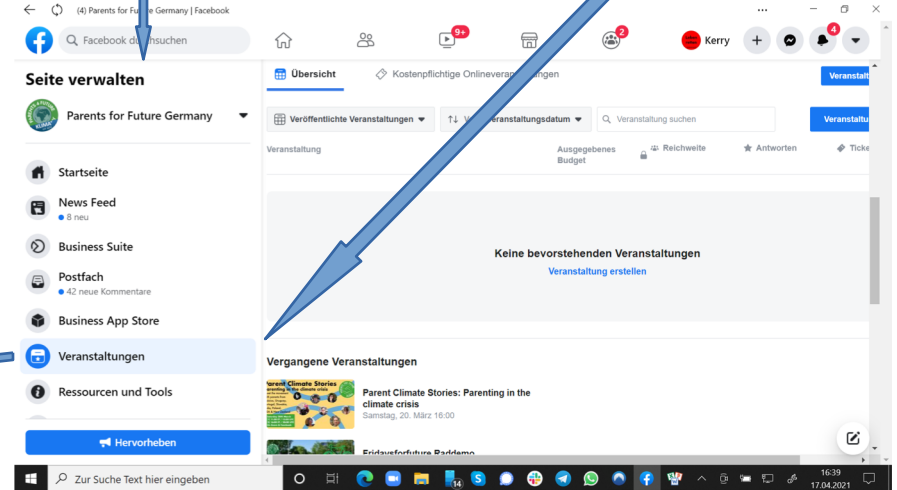 (4) Parents for Future Germany | Facebook
Facebook durchsuchen
9+
2
Kerry
4
Seite verwalten
Parents for Future Germany
Startseite
News Feed
8 neu
Business Suite
Postfach
42 neue Kommentare
Business App Store
Veranstaltungen
Ressourcen und Tools
Hervorheben
Übersicht
Kostenpflichtige Onlineveranstaltungen
Veranstalt
Veröffentlichte Veranstaltungen
Veranstaltungsdatum
Veranstaltung suchen
Veranstaltu
Veranstaltung
Ausgegebenes
Budget
Reichweite
Antworten
Ticke
Keine bevorstehenden Veranstaltungen
Veranstaltung erstellen
Vergangene Veranstaltungen
Parent Climate Stories
Parent Climate Stories: Parenting in the
climate crisis
Samstag, 20. März 16:00
Fridaysforfuture Raddemo
Zur Suche Text hier eingeben
14
16:39
17.04.2021